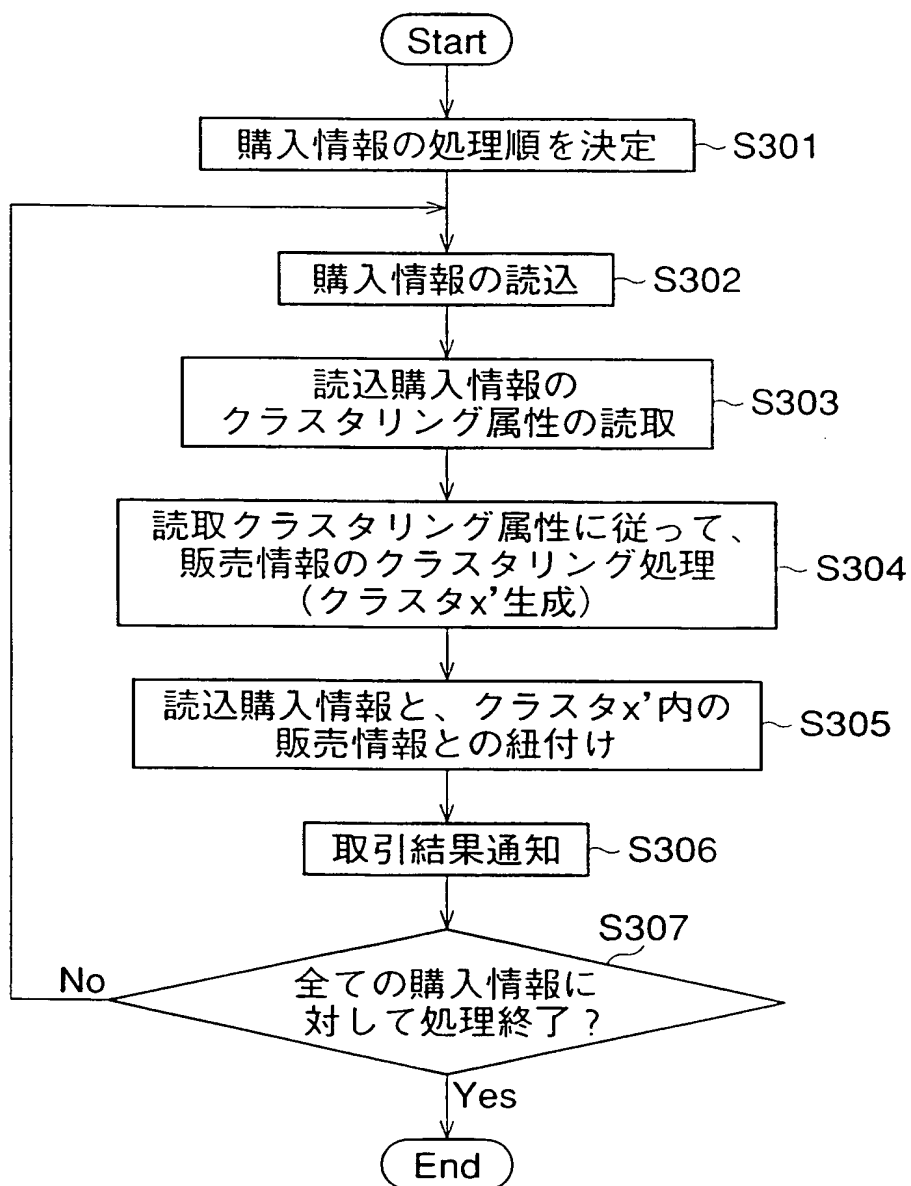 Start
購入情報の処理順を決定
S301
購入情報の読込
S302
読込購入情報の
クラスタリング属性の読取
S303
読取クラスタリング属性に従って、
販売情報のクラスタリング処理
(クラスタx’生成)
S304
読込購入情報と、クラスタx’内の
販売情報との紐付け
S305
取引結果通知
S306
S307
全ての購入情報に
対して処理終了?
No
Yes
End